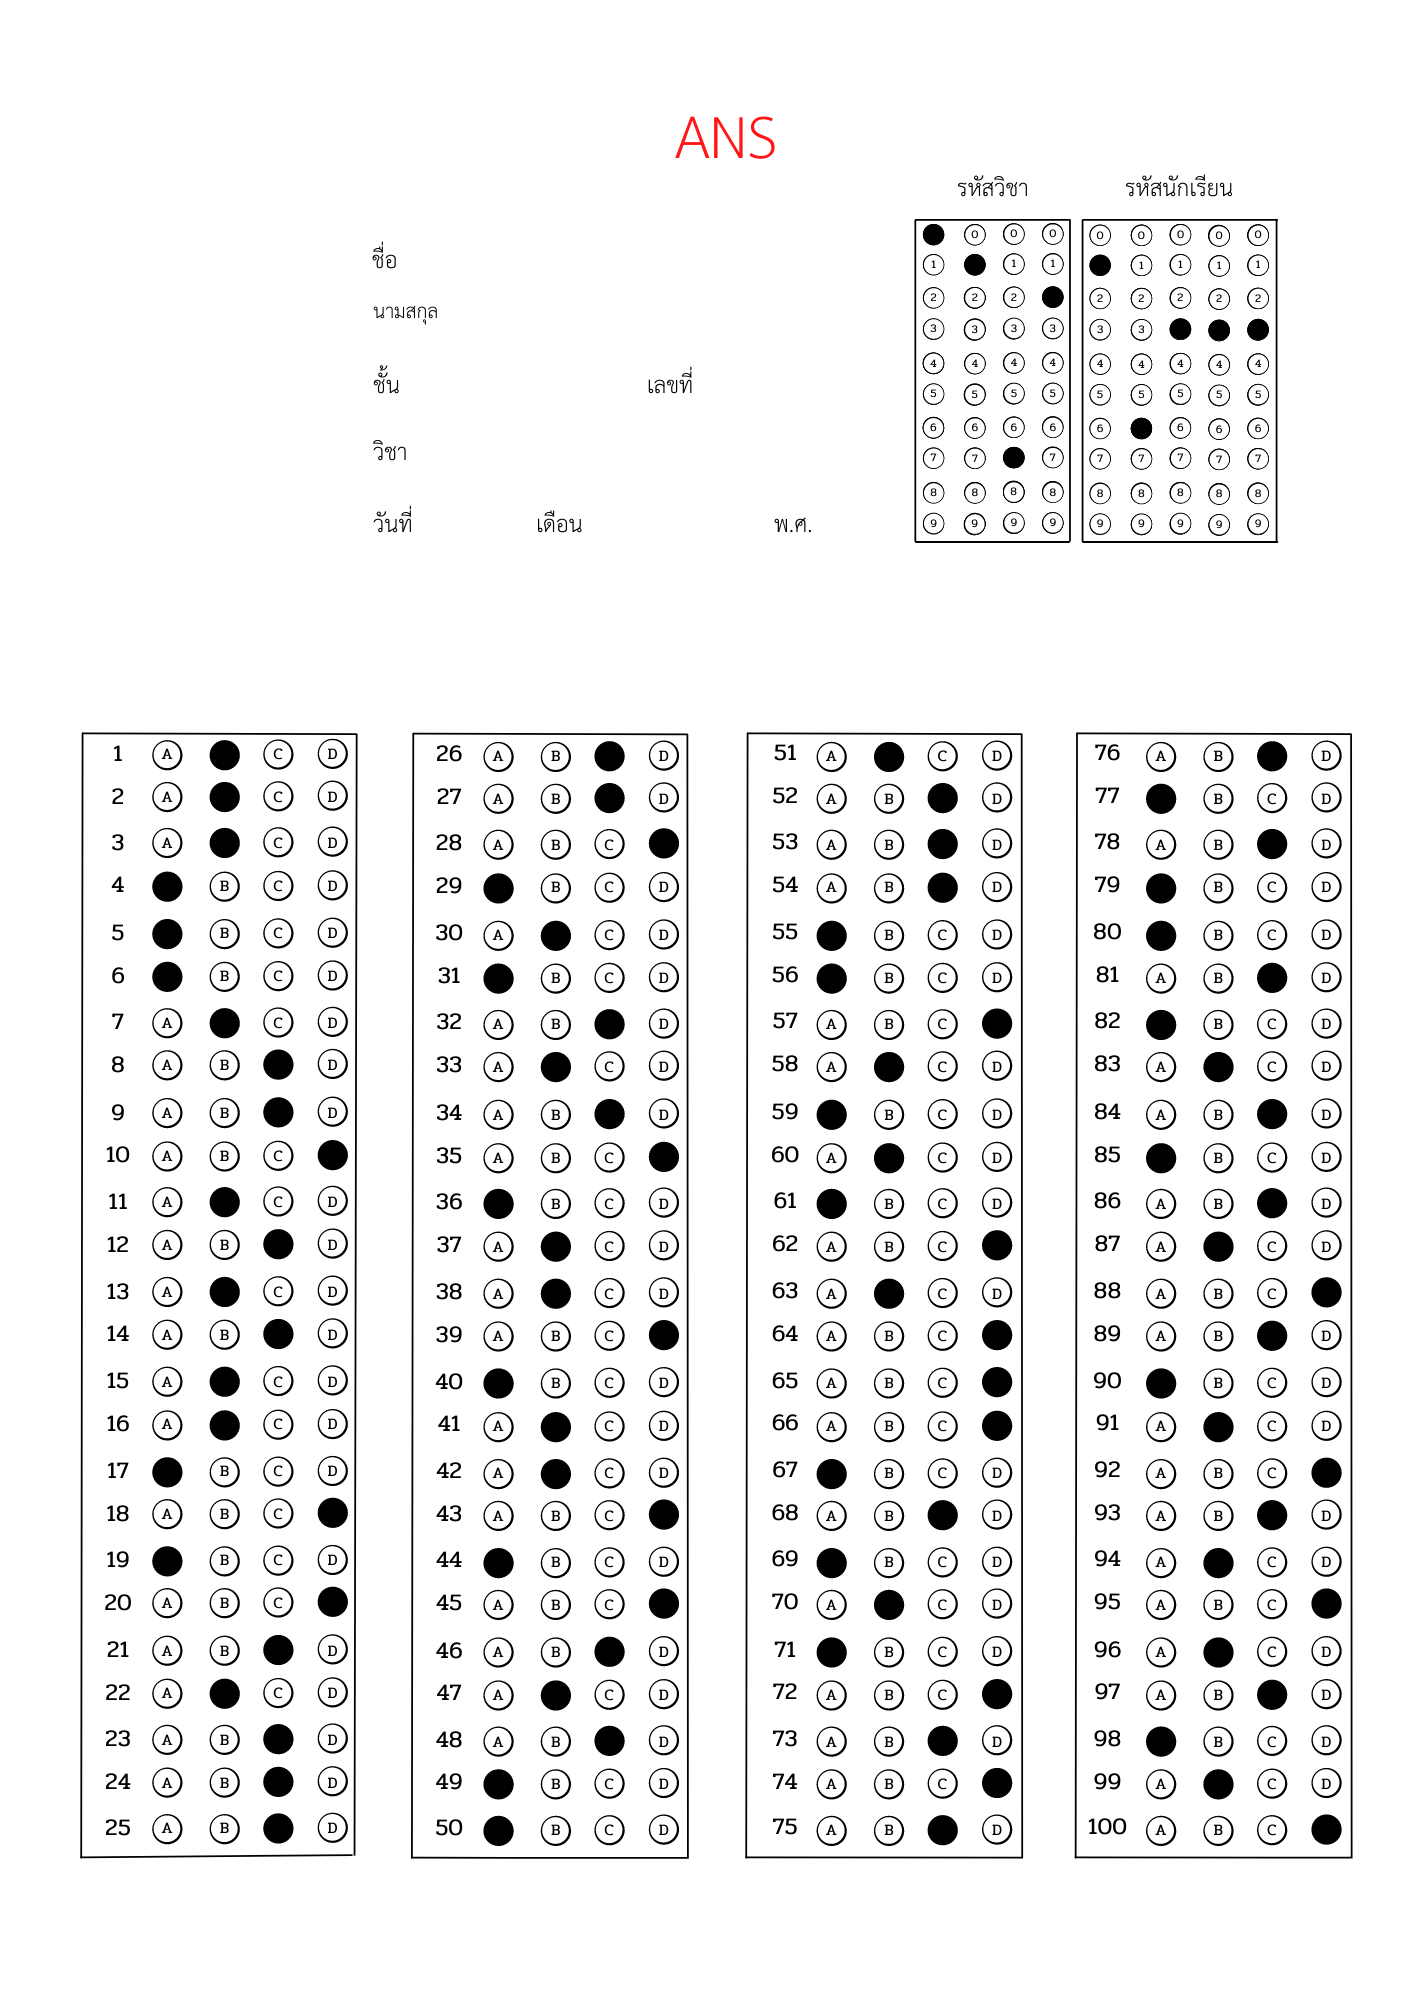 ANS
รหัสวิชา รหัสนักเรียน
ชื่อ
นามสกุล
ชั้น เลขที่
วิชา
วันที่ เดือน พ.ศ.
0 0 0 0 0 0 0 0
1 1 1 1 1 1 1
2 2 2 2 2 2 2 2
3 3 3 3 3 3
4 4 4 4 4 4 4 4 4
5 5 5 5 5 5 5 5 5
6 6 6 6 6 6 6 6
7 7 7 7 7 7 7 7
8 8 8 8 8 8 8 8 8
9 9 9 9 9 9 9 9 9
1 A C D 26 A B D 51 A C D 76 A B D
2 A C D 27 A B D 52 A B D 77 B C D
3 A C D 28 A B C 53 A B D 78 A B D
4 B C D 29 B C D 54 A B D 79 B C D
5 B C D 30 A C D 55 B C D 80 B C D
6 B C D 31 B C D 56 B C D 81 A B D
7 A C D 32 A B D 57 A B C 82 B C D
8 A B D 33 A C D 58 A C D 83 A C D
9 A B D 34 A B D 59 B C D 84 A B D
10 A B C 35 A B C 60 A C D 85 B C D
11 A C D 36 B C D 61 B C D 86 A B D
12 A B D 37 A C D 62 A B C 87 A C D
13 A C D 38 A C D 63 A C D 88 A B C
14 A B D 39 A B C 64 A B C 89 A B D
15 A C D 40 B C D 65 A B C 90 B C D
16 A C D 41 A C D 66 A B C 91 A C D
17 B C D 42 A C D 67 B C D 92 A B C
18 A B C 43 A B C 68 A B D 93 A B D
19 B C D 44 B C D 69 B C D 94 A C D
20 A B C 45 A B C 70 A C D 95 A B C
21 A B D 46 A B D 71 B C D 96 A C D
22 A C D 47 A C D 72 A B C 97 A B D
23 A B D 48 A B D 73 A B D 98 B C D
24 A B D 49 B C D 74 A B C 99 A C D
25 A B D 50 B C D 75 A B D 100 A B C